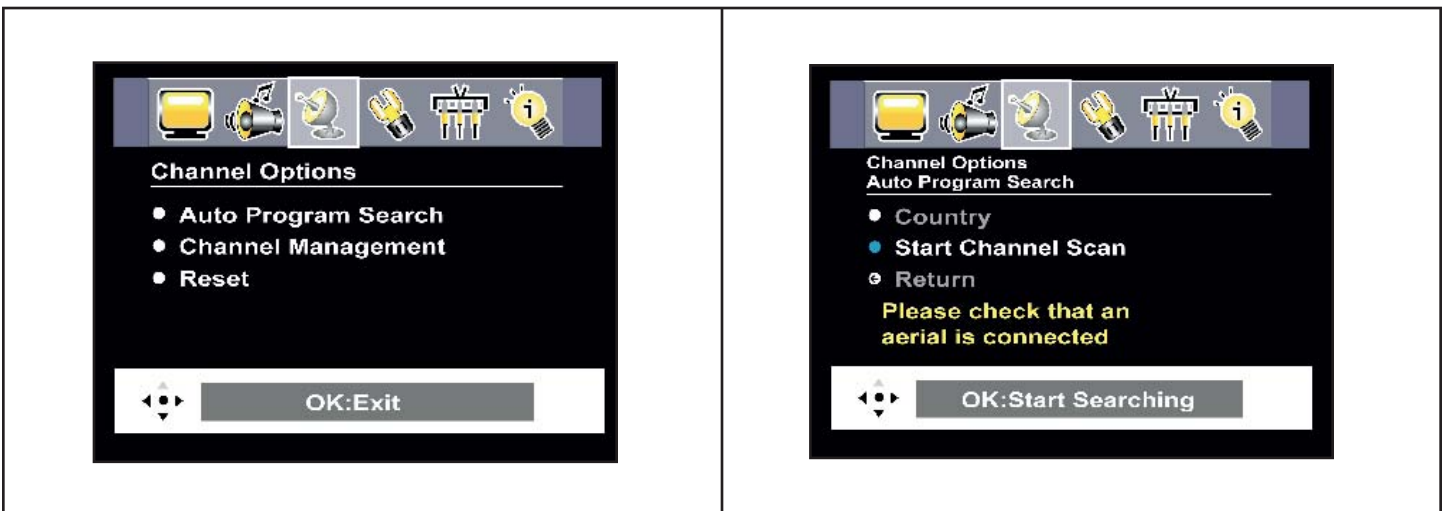 Channel Options
Auto Program Search
Channel Management
Reset
OK:Exit
Channel Options
Auto Program Search
Country
Start Channel Scan
Return
Please check that an
aerial is connected
OK:Start Searching